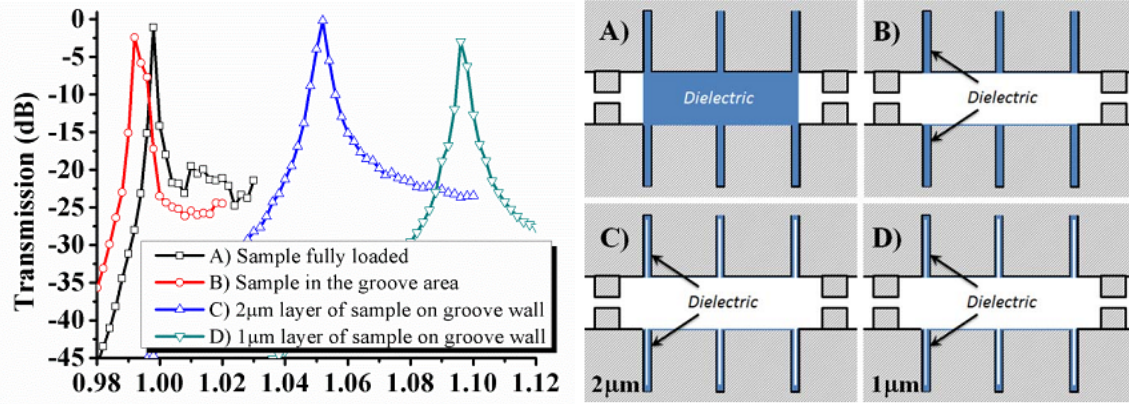 0
-5
-10
-15
-20
-25
-30
-35
-40
-45
Transmission (dB)
A) Sample fully loaded
B) Sample in the groove area
C) 2μm layer of sample on groove wall
D) 1μm layer of sample on groove wall
0.98 1.00 1.02 1.04 1.06 1.08 1.10 1.12
A)
Dielectric
B)
Dielectric
C)
Dielectric
2μm
D)
Dielectric
1μm